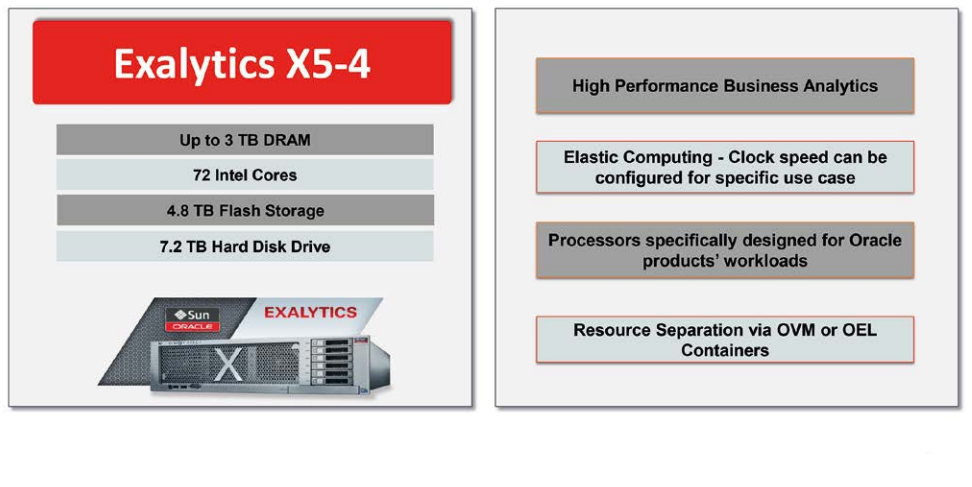 Exalytics X5-4
Up to 3 TB DRAM
72 Intel Cores
4.8 TB Flash Storage
7.2 TB Hard Disk Drive
Sun
ORACLE
EXALYTICS
X
High Performance Business Analytics
Elastic Computing - Clock speed can be
configured for specific use case
Processors specifically designed for Oracle
products' workloads
Resource Separation via OVM or OEL
Containers